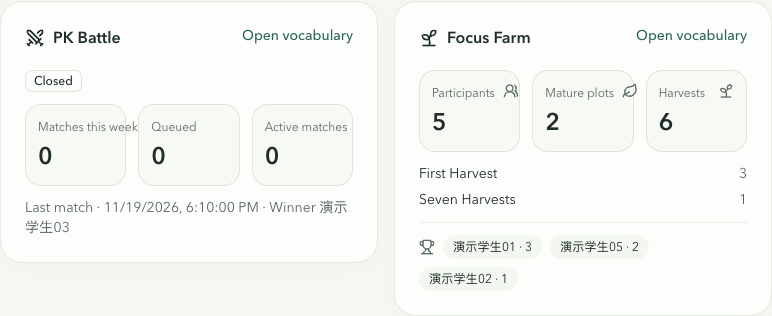 PK Battle
Open vocabulary
Closed
Matches this week
Queued
Active matches
0
0
0
Last match · 11/19/2026, 6:10:00 PM · Winner 演示
学生03
Focus Farm
Open vocabulary
Participants
Mature plots
Harvests
5
2
6
First Harvest 3
Seven Harvests 1
演示学生01 · 3
演示学生05 · 2
演示学生02 · 1